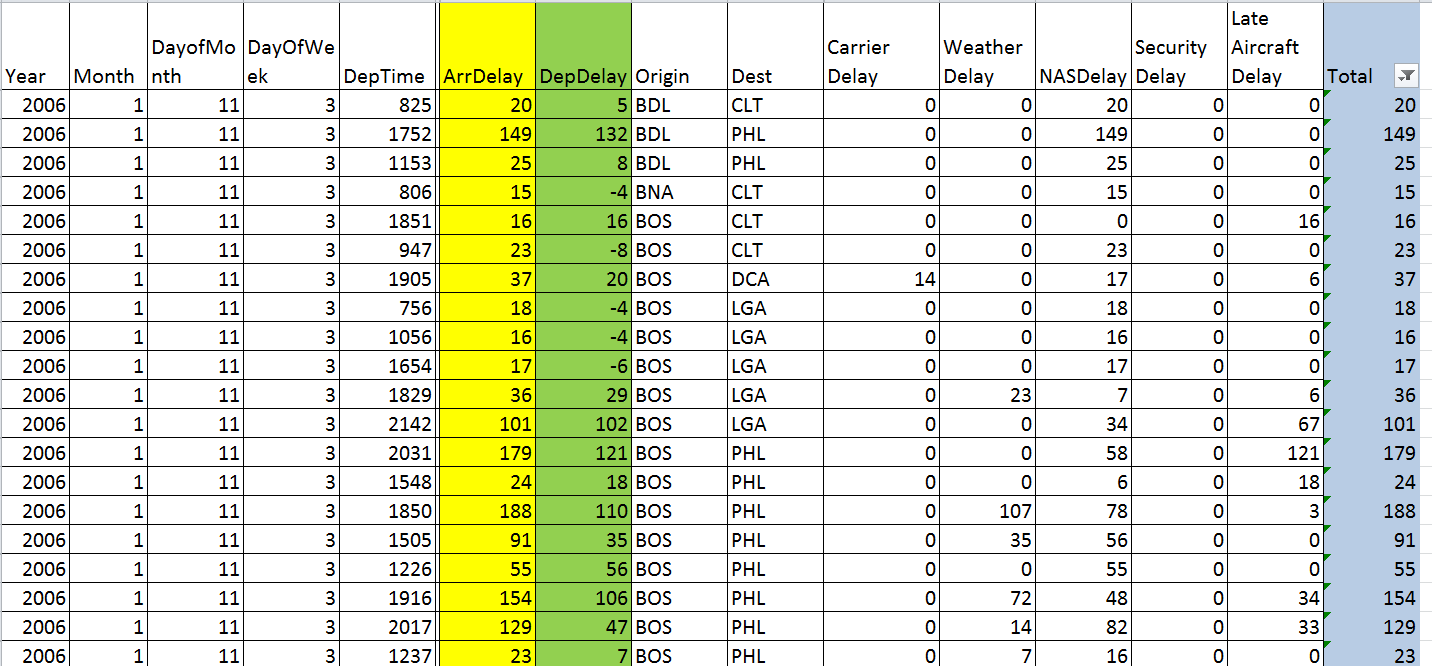 Late
DayofMo DayOfWe Carrier Weather Security Aircraft
Year Month nth ek DepTime ArrDelay DepDelay Origin Dest Delay Delay NASDelay Delay Delay Total
2006 1 11 3 825 20 5 BDL CLT 0 0 20 0 0 20
2006 1 11 3 1752 149 132 BDL PHL 0 0 149 0 0 149
2006 1 11 3 1153 25 8 BDL PHL 0 0 25 0 0 25
2006 1 11 3 806 15 -4 BNA CLT 0 0 15 0 0 15
2006 1 11 3 1851 16 16 BOS CLT 0 0 0 0 16 16
2006 1 11 3 947 23 -8 BOS CLT 0 0 23 0 0 23
2006 1 11 3 1905 37 20 BOS DCA 14 0 17 0 6 37
2006 1 11 3 756 18 -4 BOS LGA 0 0 18 0 0 18
2006 1 11 3 1056 16 -4 BOS LGA 0 0 16 0 0 16
2006 1 11 3 1654 17 -6 BOS LGA 0 0 17 0 0 17
2006 1 11 3 1829 36 29 BOS LGA 0 23 7 0 6 36
2006 1 11 3 2142 101 102 BOS LGA 0 0 34 0 67 101
2006 1 11 3 2031 179 121 BOS PHL 0 0 58 0 121 179
2006 1 11 3 1548 24 18 BOS PHL 0 0 6 0 18 24
2006 1 11 3 1850 188 110 BOS PHL 0 107 78 0 3 188
2006 1 11 3 1505 91 35 BOS PHL 0 35 56 0 0 91
2006 1 11 3 1226 55 56 BOS PHL 0 0 55 0 0 55
2006 1 11 3 1916 154 106 BOS PHL 0 72 48 0 34 154
2006 1 11 3 2017 129 47 BOS PHL 0 14 82 0 33 129
2006 1 11 3 1237 23 7 BOS PHL 0 7 16 0 0 23